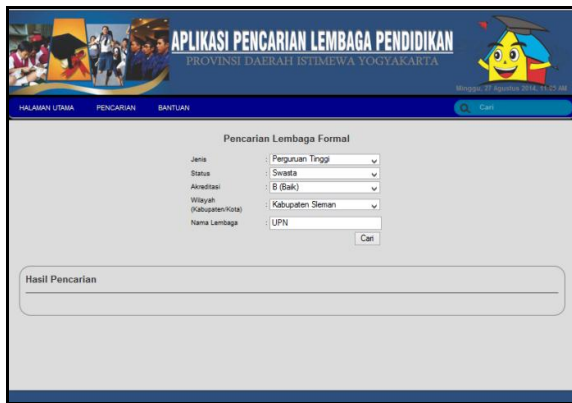 APLIKASI PENCARIAN LEMBAGA PENDIDIKAN
PROVINSI DAERAH ISTIMEWA YOGYAKARTA
Minggu, 27 Agustus 2014, 11:05 AM
HALAMAN UTAMA PENCARIAN BANTUAN Cari
Pencarian Lembaga Formal
Jenis : Perguruan Tinggi
Status : Swasta
Akreditasi : B (Baik)
Wilayah
(Kabupaten/Kota) : Kabupaten Sleman
Nama Lembaga : UPN
Cari
Hasil Pencarian